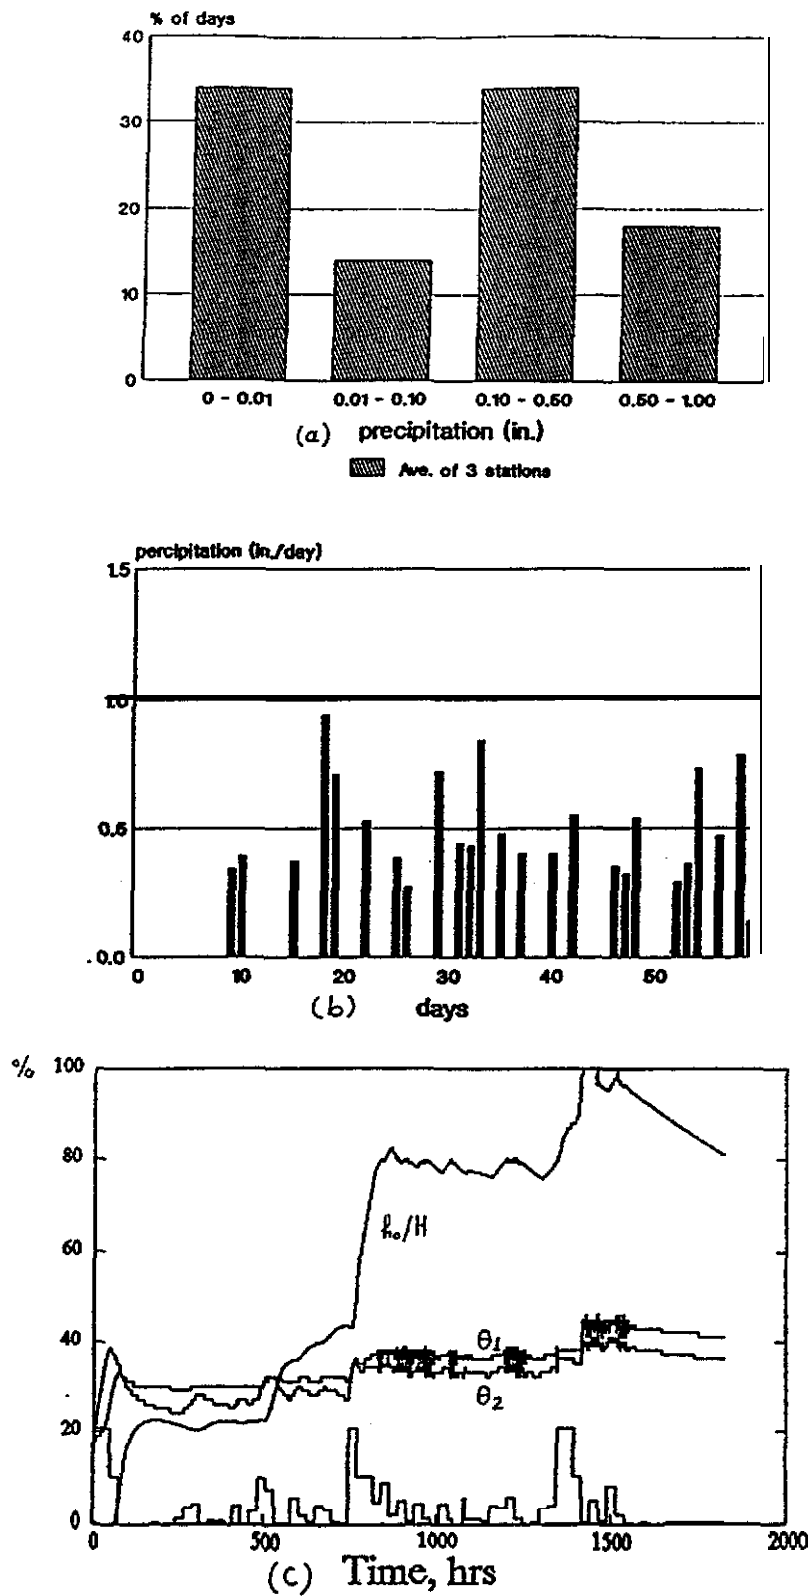 % of days
40
30
20
10
0
0 - 0.01 0.01 - 0.10 0.10 - 0.50 0.50 - 1.00
(a) precipitation (in.)
Ave. of 3 stations
percipitation (in./day)
1.5
1.0
0.5
0.0
0 10 20 30 40 50
(b) days
% 100
80
60
h₀/H
40
θ1
θ2
20
0
0 500 1000 1500 2000
(c) Time, hrs